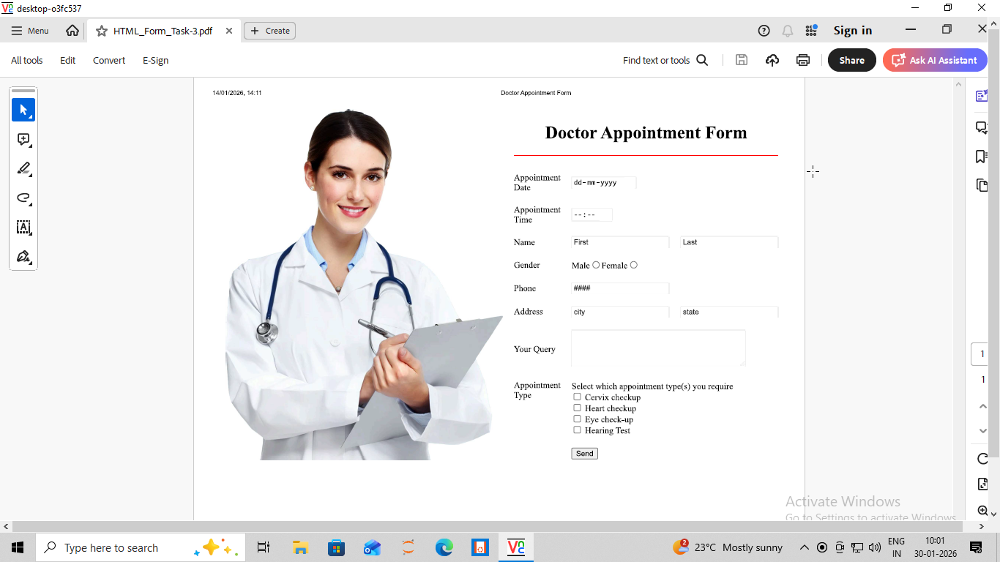 desktop-o3fc537
Menu
HTML_Form_Task-3.pdf
Create
Sign in
All tools
Edit
Convert
E-Sign
Find text or tools
Share
Ask AI Assistant
14/01/2026, 14:11
Doctor Appointment Form
Doctor Appointment Form
Appointment
Date
dd-mm-yyyy
Appointment
Time
--:--
Name
First
Last
Gender
Male
Female
Phone
####
Address
city
state
Your Query
Appointment
Type
Select which appointment type(s) you require
Cervix checkup
Heart checkup
Eye check-up
Hearing Test
Send
1
1
Activate Windows
Go to Settings to activate Windows.
Type here to search
2
23°C Mostly sunny
ENG
IN
10:01
30-01-2026